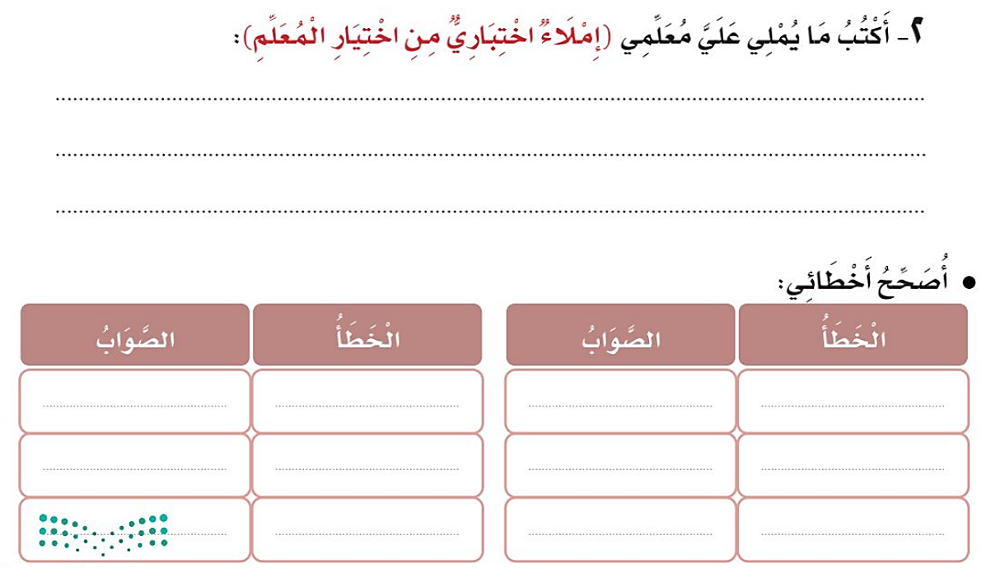 ٢- أَكْتُبُ مَا يُمْلِي عَلَيَّ مُعَلِّمِي (إِمْلَاءٌ اخْتِبَارِيٌّ مِنِ اخْتِيَارِ الْمُعَلِّمِ):
• أُصَحِّحُ أَخْطَائِي:
الْخَطَأُ الصَّوَابُ الْخَطَأُ الصَّوَابُ